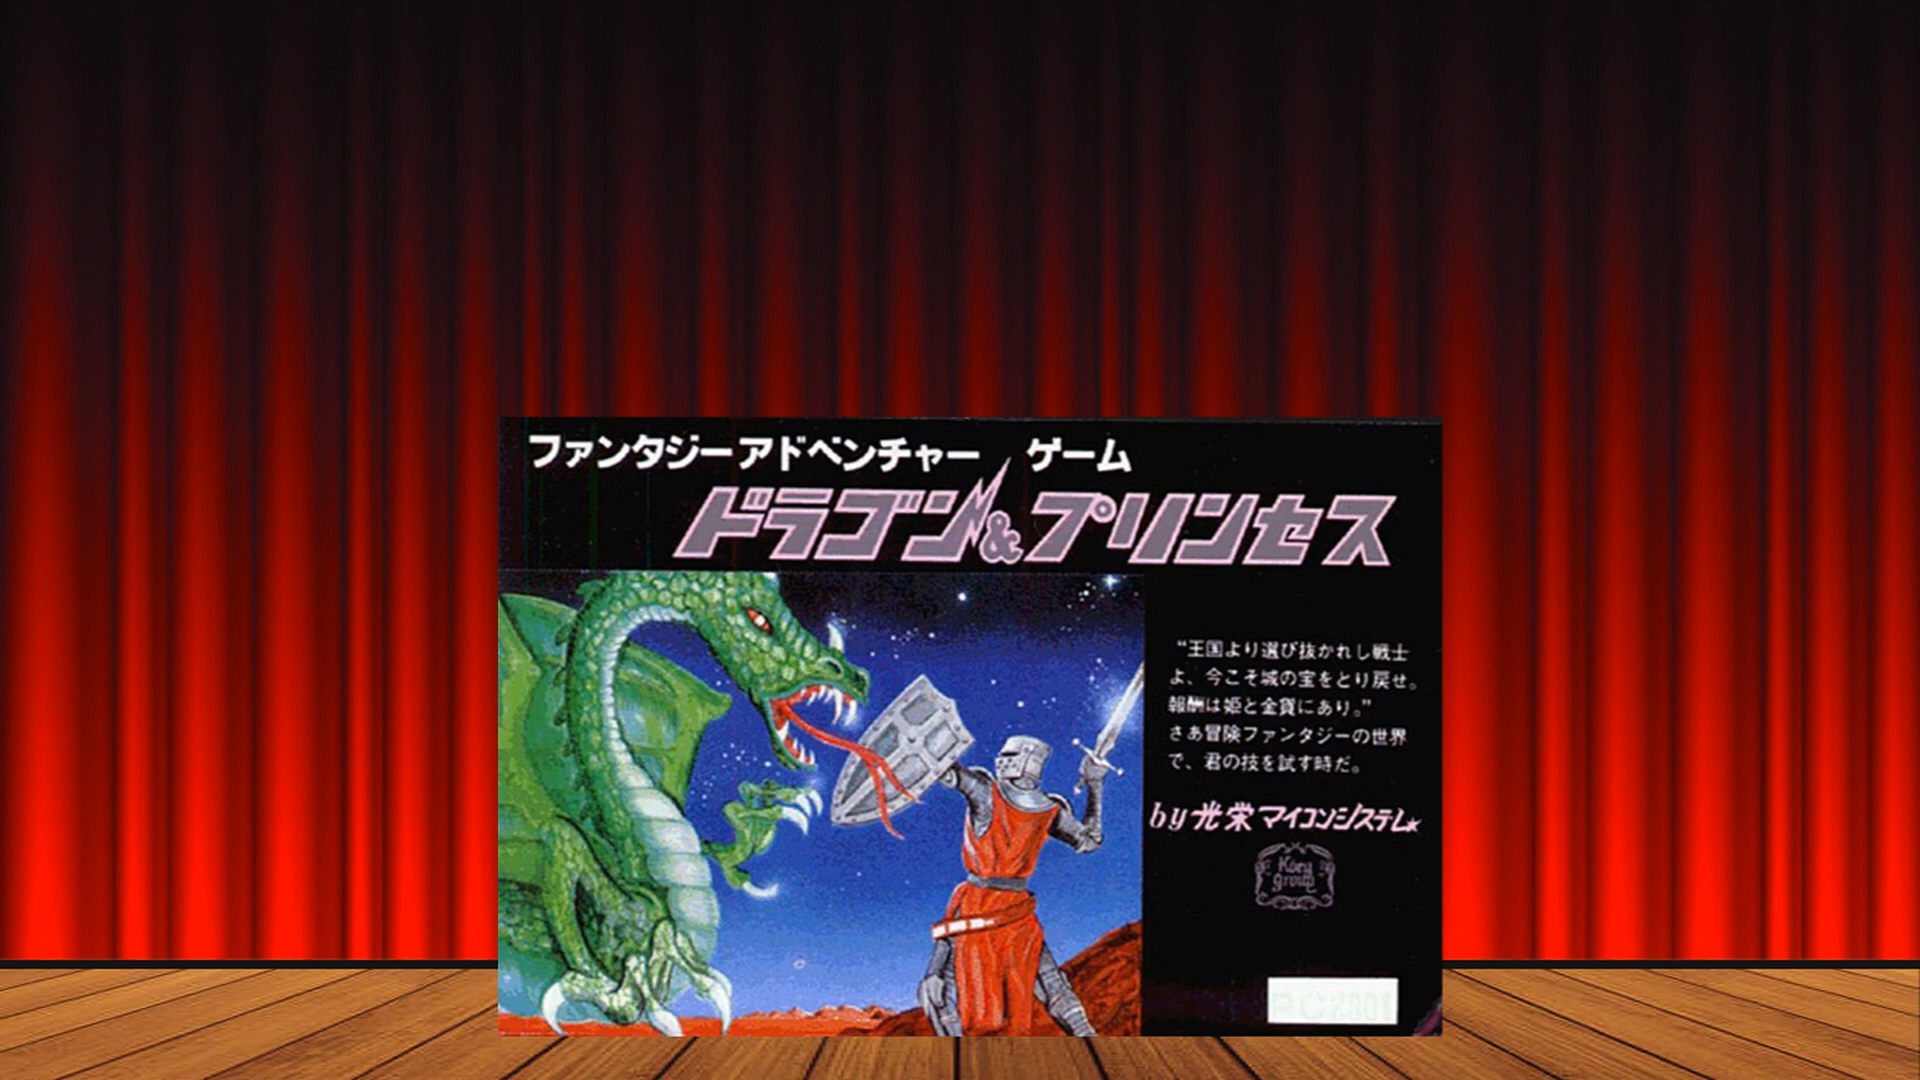 ファンタジーアドベンチャー　ゲーム
ドラゴン&プリンセス
“王国より選び抜かれし戦士
よ、今こそ城の宝をとり戻せ。
報酬は姫と金貨にあり。”
さあ冒険ファンタジーの世界
で、君の技を試す時だ。
by光栄マイコンシステム
Koey
group